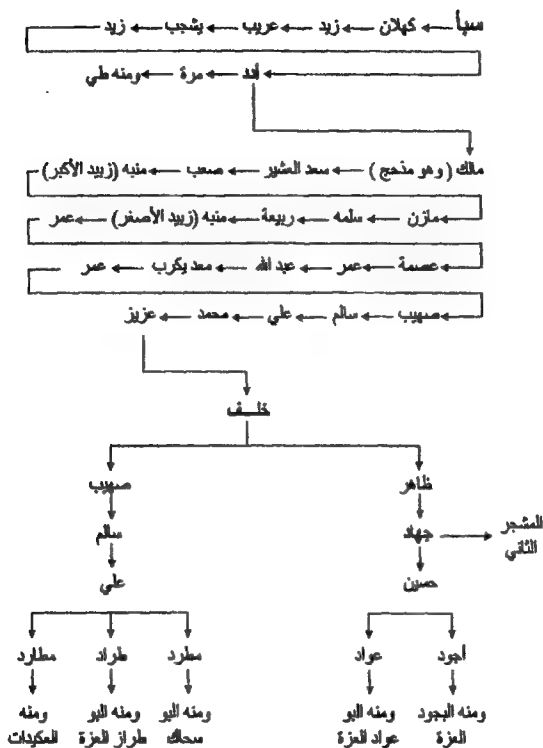 سبأ كهلان زيد عريب يشجب زيد
أدد مرة ومنه طي
مالك ( وهو مذحج ) سعد العشير صعب منبه (زبيد الأكبر)
مازن سلمه ربيعة منبه (زبيد الأصغر) عمر
عصمة عمر عبد الله معد يكرب عمر
صهيب سالم علي محمد عزيز
خلف
ظاهر صهيب
جهاد سالم
المشجر
الثاني
حسين علي
أجود عواد مطرد طراد مطارد
ومنه البجود ومنه البو ومنه البو ومنه البو ومنه
العزة عواد العزة سحاك طراز العزة العكيدات